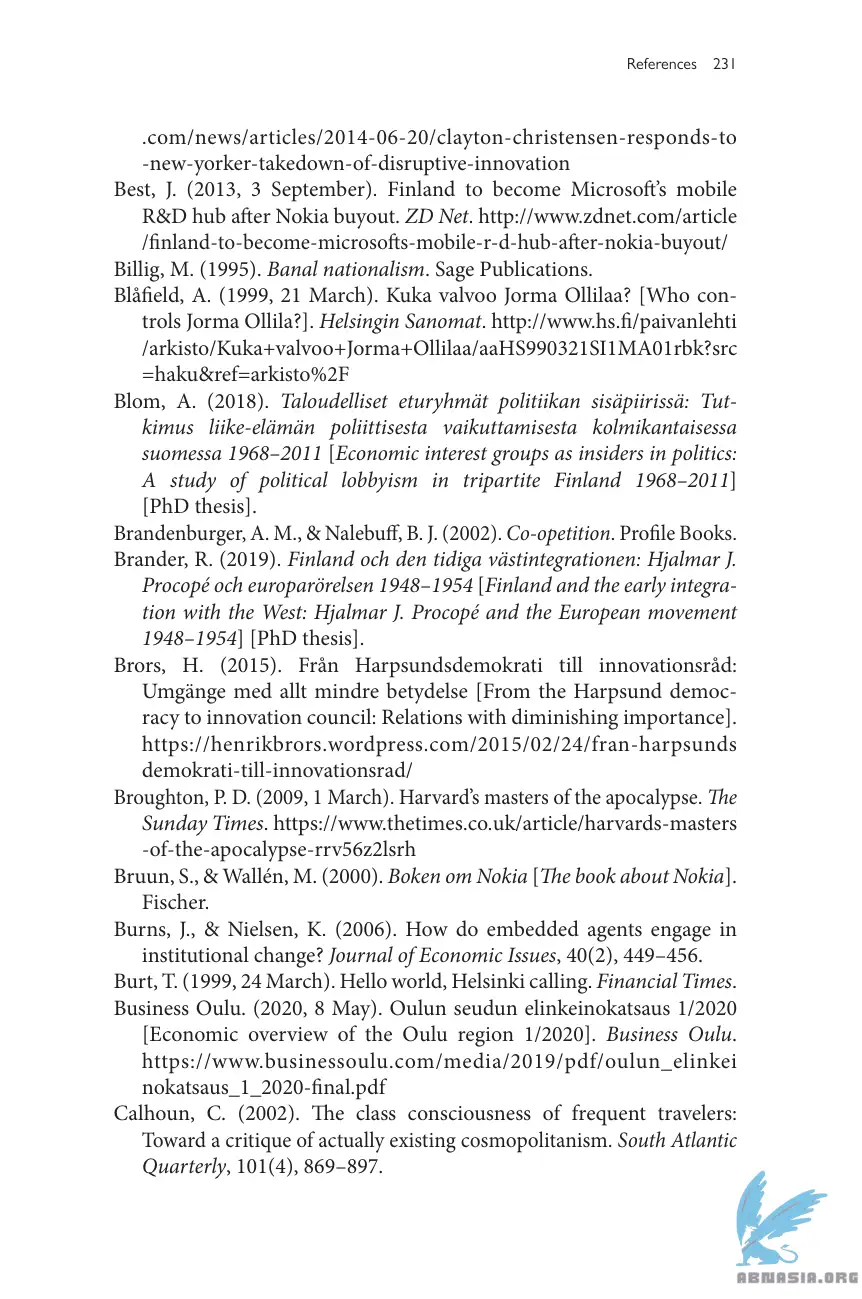 References 231
.com/news/articles/2014-06-20/clayton-christensen-responds-to
-new-yorker-takedown-of-disruptive-innovation
Best, J. (2013, 3 September). Finland to become Microsoft’s mobile
R&D hub after Nokia buyout. ZD Net. http://www.zdnet.com/article
/finland-to-become-microsofts-mobile-r-d-hub-after-nokia-buyout/
Billig, M. (1995). Banal nationalism. Sage Publications.
Blåfield, A. (1999, 21 March). Kuka valvoo Jorma Ollilaa? [Who con-
trols Jorma Ollila?]. Helsingin Sanomat. http://www.hs.fi/paivanlehti
/arkisto/Kuka+valvoo+Jorma+Ollilaa/aaHS990321SI1MA01rbk?src
=haku&ref=arkisto%2F
Blom, A. (2018). Taloudelliset eturyhmät politiikan sisäpiirissä: Tut-
kimus liike-elämän poliittisesta vaikuttamisesta kolmikantaisessa
suomessa 1968–2011 [Economic interest groups as insiders in politics:
A study of political lobbyism in tripartite Finland 1968–2011]
[PhD thesis].
Brandenburger, A. M., & Nalebuff, B. J. (2002). Co-opetition. Profile Books.
Brander, R. (2019). Finland och den tidiga västintegrationen: Hjalmar J.
Procopé och europarörelsen 1948–1954 [Finland and the early integra-
tion with the West: Hjalmar J. Procopé and the European movement
1948–1954] [PhD thesis].
Brors, H. (2015). Från Harpsundsdemokrati till innovationsråd:
Umgänge med allt mindre betydelse [From the Harpsund democ-
racy to innovation council: Relations with diminishing importance].
https://henrikbrors.wordpress.com/2015/02/24/fran-harpsunds
demokrati-till-innovationsrad/
Broughton, P. D. (2009, 1 March). Harvard’s masters of the apocalypse. The
Sunday Times. https://www.thetimes.co.uk/article/harvards-masters
-of-the-apocalypse-rrv56z2lsrh
Bruun, S., & Wallén, M. (2000). Boken om Nokia [The book about Nokia].
Fischer.
Burns, J., & Nielsen, K. (2006). How do embedded agents engage in
institutional change? Journal of Economic Issues, 40(2), 449–456.
Burt, T. (1999, 24 March). Hello world, Helsinki calling. Financial Times.
Business Oulu. (2020, 8 May). Oulun seudun elinkeinokatsaus 1/2020
[Economic overview of the Oulu region 1/2020]. Business Oulu.
https://www.businessoulu.com/media/2019/pdf/oulun_elinkei
nokatsaus_1_2020-final.pdf
Calhoun, C. (2002). The class consciousness of frequent travelers:
Toward a critique of actually existing cosmopolitanism. South Atlantic
Quarterly, 101(4), 869–897.
ABNASIA.ORG